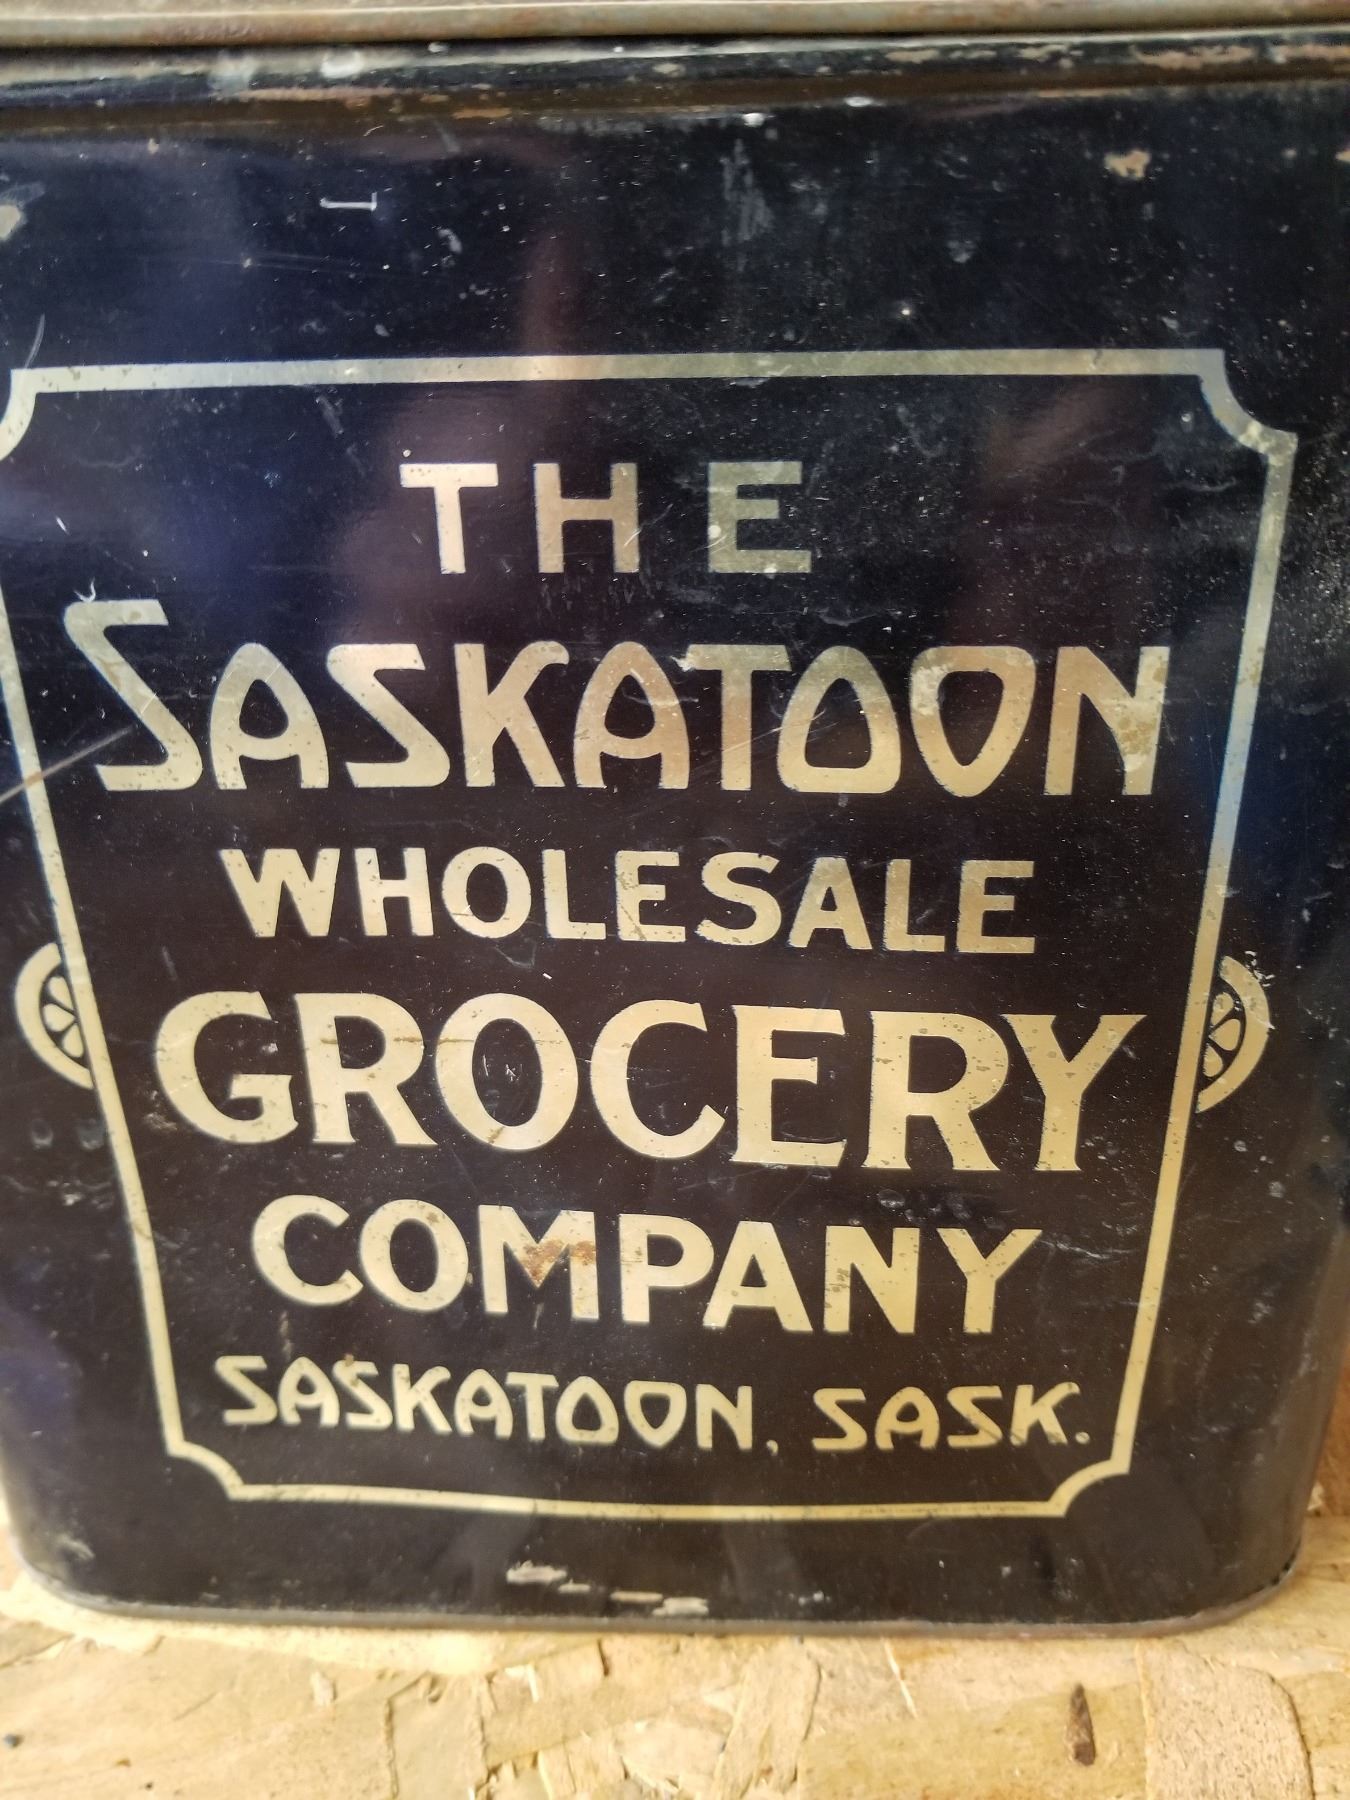 THE
SASKATOON
WHOLESALE
GROCERY
COMPANY
SASKATOON, SASK.